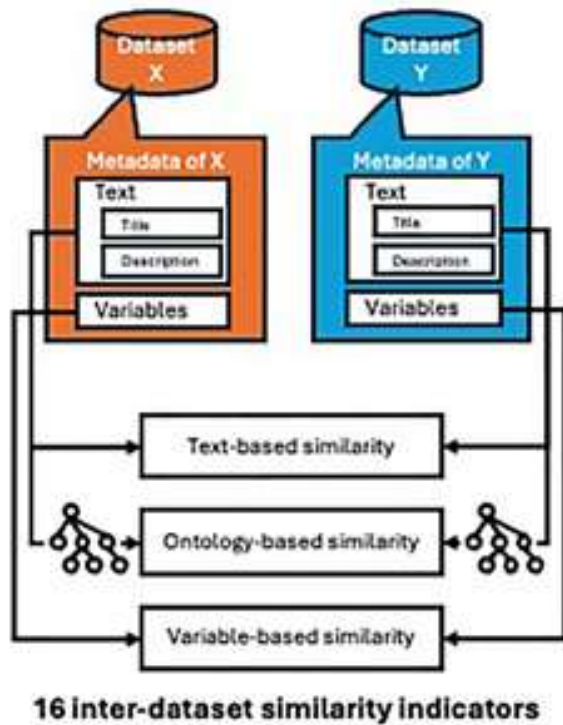 Dataset
X
Dataset
Y
Metadata of X
Text
Title
Description
Variables
Metadata of Y
Text
Title
Description
Variables
Text-based similarity
Ontology-based similarity
Variable-based similarity
16 inter-dataset similarity indicators